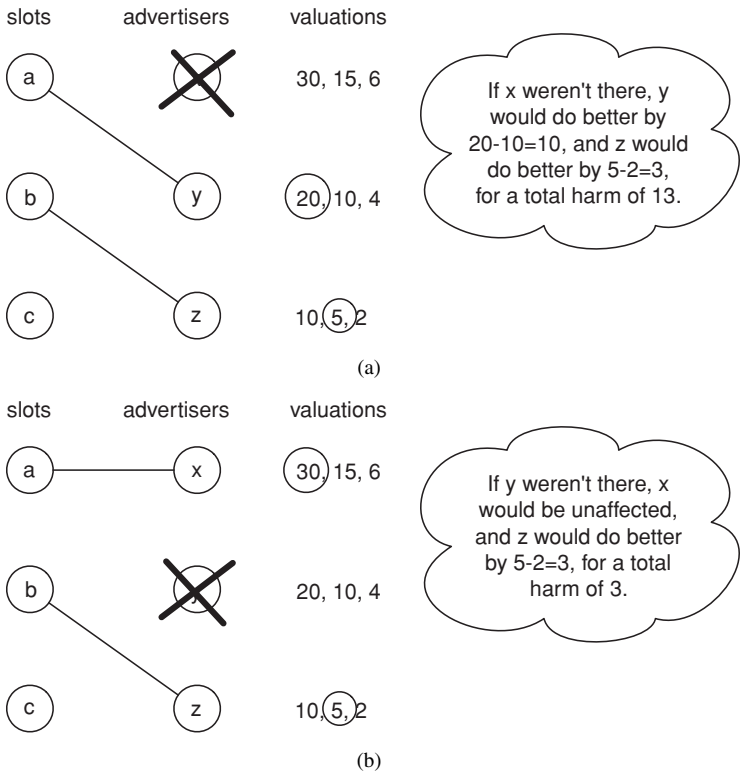 slots advertisers valuations
a 30, 15, 6
If x weren't there, y
would do better by
20-10=10, and z would
do better by 5-2=3,
for a total harm of 13.
b y 20, 10, 4
c z 10, 5, 2
(a)
slots advertisers valuations
a x 30, 15, 6
If y weren't there, x
would be unaffected,
and z would do better
by 5-2=3, for a total
harm of 3.
b 20, 10, 4
c z 10, 5, 2
(b)